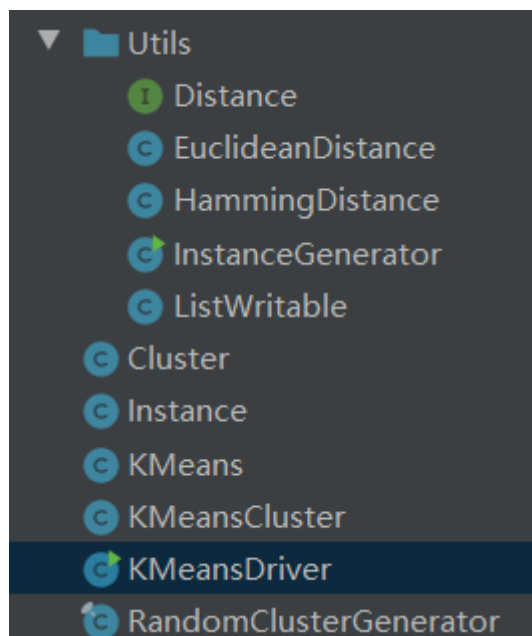 Utils
I Distance
C EuclideanDistance
C HammingDistance
C InstanceGenerator
C ListWritable
C Cluster
C Instance
C KMeans
C KMeansCluster
C KMeansDriver
C RandomClusterGenerator